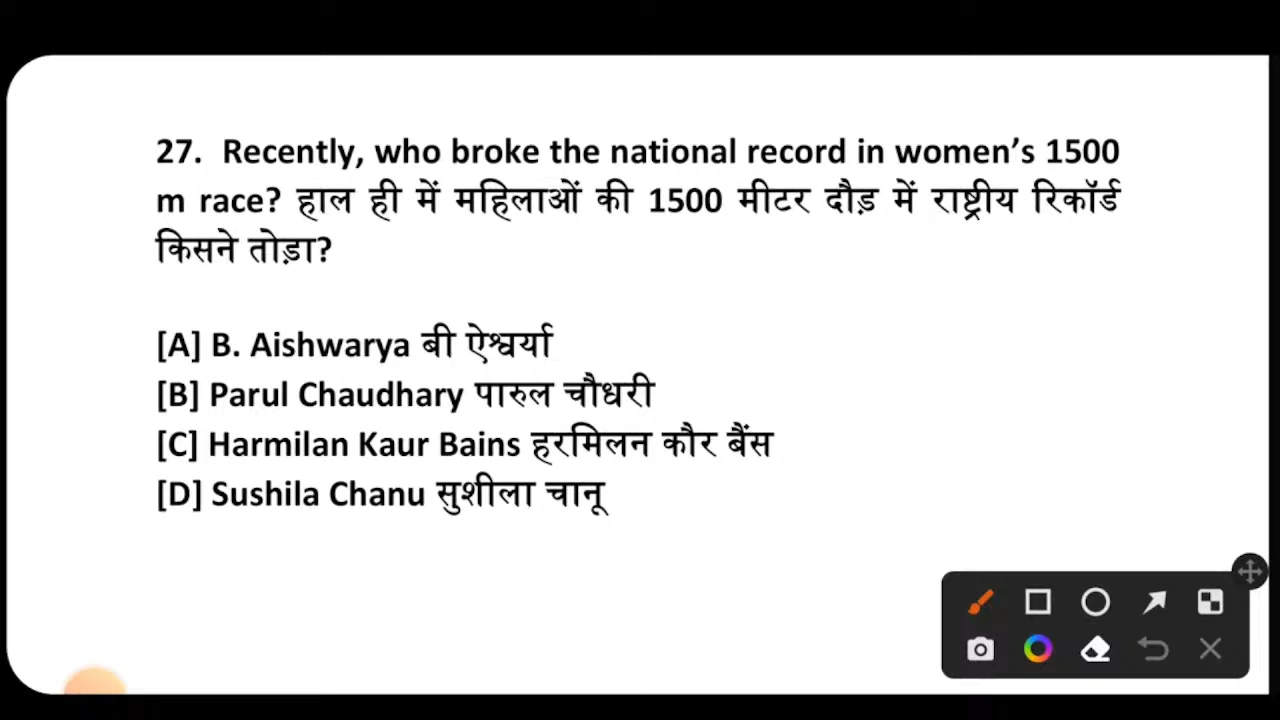 27. Recently, who broke the national record in women’s 1500
m race? हाल ही में महिलाओं की 1500 मीटर दौड़ में राष्ट्रीय रिकॉर्ड
किसने तोड़ा?
[A] B. Aishwarya बी ऐश्वर्या
[B] Parul Chaudhary पारुल चौधरी
[C] Harmilan Kaur Bains हरमिलन कौर बैंस
[D] Sushila Chanu सुशीला चानू